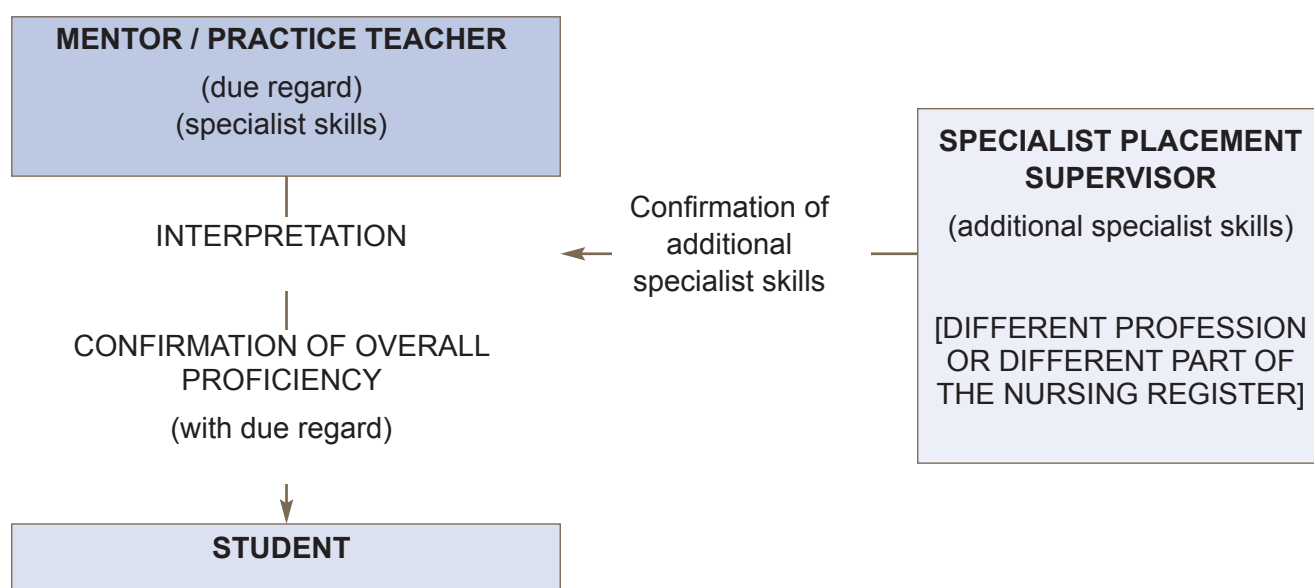 MENTOR / PRACTICE TEACHER
(due regard)
(specialist skills)
INTERPRETATION
CONFIRMATION OF OVERALL
PROFICIENCY
(with due regard)
STUDENT
Confirmation of
additional
specialist skills
SPECIALIST PLACEMENT
SUPERVISOR
(additional specialist skills)
[DIFFERENT PROFESSION
OR DIFFERENT PART OF
THE NURSING REGISTER]